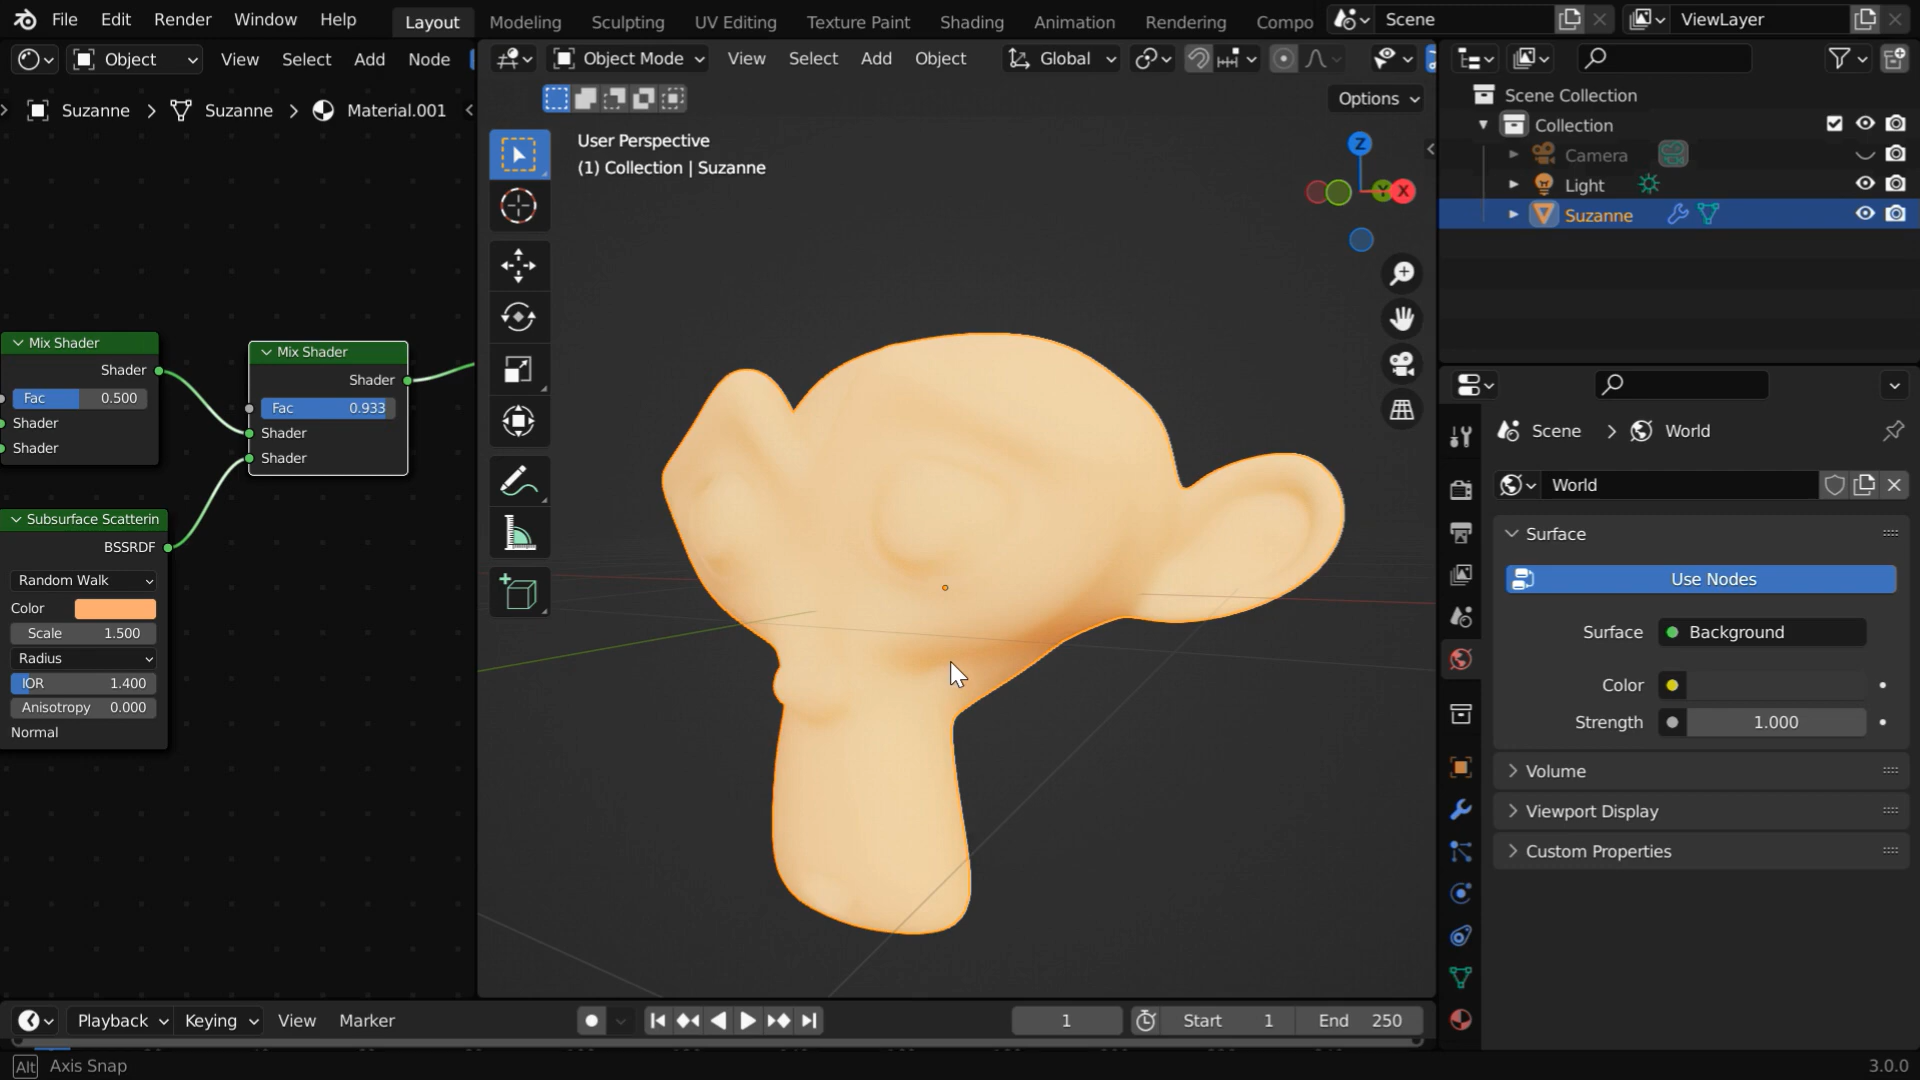 File Edit Render Window Help Layout Modeling Sculpting UV Editing Texture Paint Shading Animation Rendering Compo Scene ViewLayer
Object View Select Add Node Object Mode View Select Add Object Global
Suzanne Suzanne Material.001 Options
User Perspective
(1) Collection | Suzanne
Z
Y
X
Scene Collection
Collection
Camera
Light
Suzanne
Mix Shader
Shader
Fac 0.500
Shader
Shader
Mix Shader
Shader
Fac 0.933
Shader
Shader
Subsurface Scatterin
BSSRDF
Random Walk
Color
Scale 1.500
Radius
IOR 1.400
Anisotropy 0.000
Normal
Scene World
World
Surface
Use Nodes
Surface Background
Color
Strength 1.000
Volume
Viewport Display
Custom Properties
Playback Keying View Marker 1 Start 1 End 250
Alt Axis Snap 3.0.0